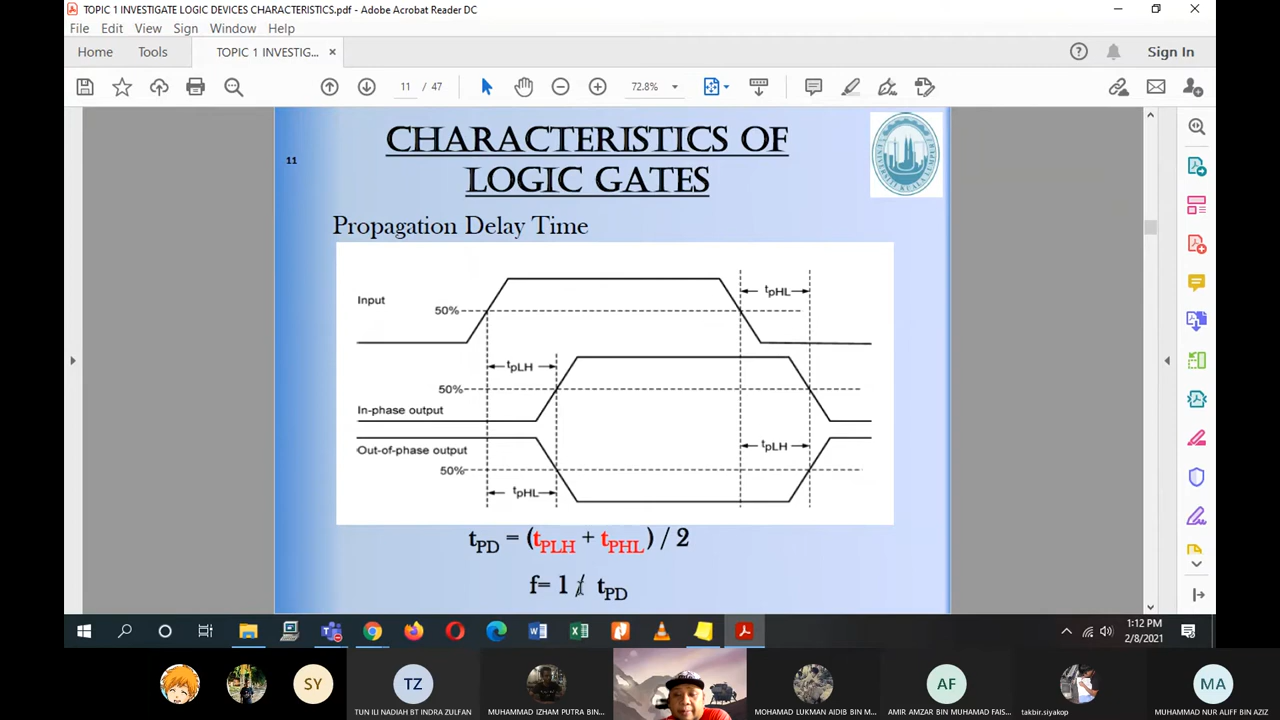 TOPIC 1 INVESTIGATE LOGIC DEVICES CHARACTERISTICS.pdf - Adobe Acrobat Reader DC
File Edit View Sign Window Help
Home Tools TOPIC 1 INVESTIG... × Sign In
11 / 47 72.8%
CHARACTERISTICS OF
LOGIC GATES
11
Propagation Delay Time
Input
50%
tpHL
tpLH
50%
In-phase output
Out-of-phase output
tpLH
50%
tpHL
tPD = (tPLH + tPHL) / 2
f= 1 / tPD
1:12 PM
2/8/2021
SY TZ AF MA
TUN ILI NADIAH BT INDRA ZULFAN
MUHAMMAD IZHAM PUTRA BIN...
MOHAMAD LUKMAN AIDIB BIN M...
AMIR AMZAR BIN MUHAMAD FAIS...
takbir.siyakop
MUHAMMAD NUR ALIFF BIN AZIZ